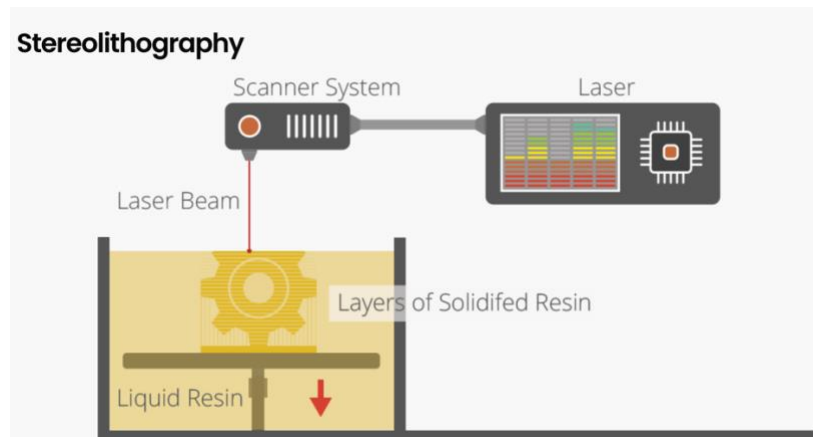 Stereolithography
Scanner System
Laser
Laser Beam
Layers of Solidifed Resin
Liquid Resin